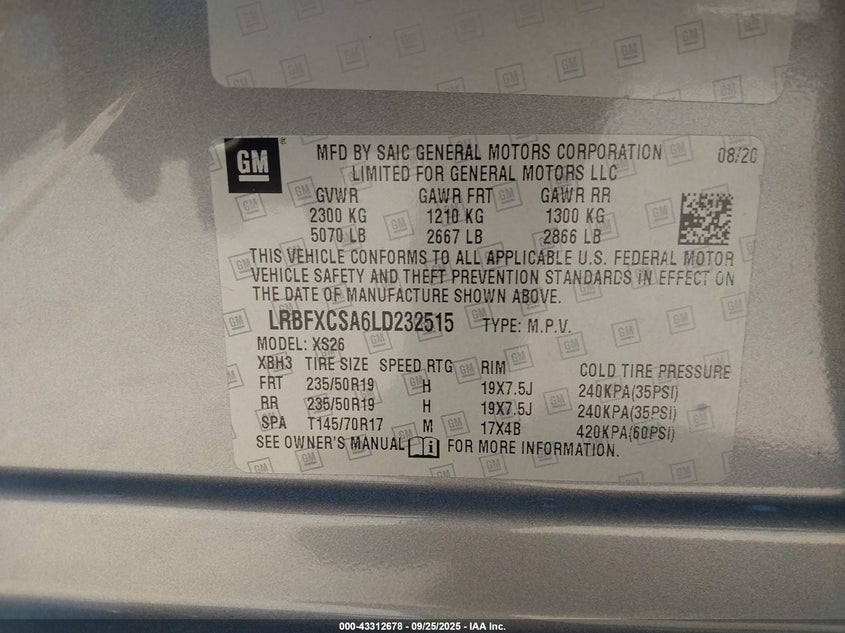 GM
MFD BY SAIC GENERAL MOTORS CORPORATION 08/20
LIMITED FOR GENERAL MOTORS LLC
GVWR GAWR FRT GAWR RR
2300 KG 1210 KG 1300 KG
5070 LB 2667 LB 2866 LB
THIS VEHICLE CONFORMS TO ALL APPLICABLE U.S. FEDERAL MOTOR
VEHICLE SAFETY AND THEFT PREVENTION STANDARDS IN EFFECT ON
THE DATE OF MANUFACTURE SHOWN ABOVE.
LRBFXCSA6LD232515 TYPE: M.P.V.
MODEL: XS26
XBH3 TIRE SIZE SPEED RTG RIM COLD TIRE PRESSURE
FRT 235/50R19 H 19X7.5J 240KPA(35PSI)
RR 235/50R19 H 19X7.5J 240KPA(35PSI)
SPA T145/70R17 M 17X4B 420KPA(60PSI)
SEE OWNER'S MANUAL FOR MORE INFORMATION.
000-43312678 - 09/25/2025 - IAA Inc.